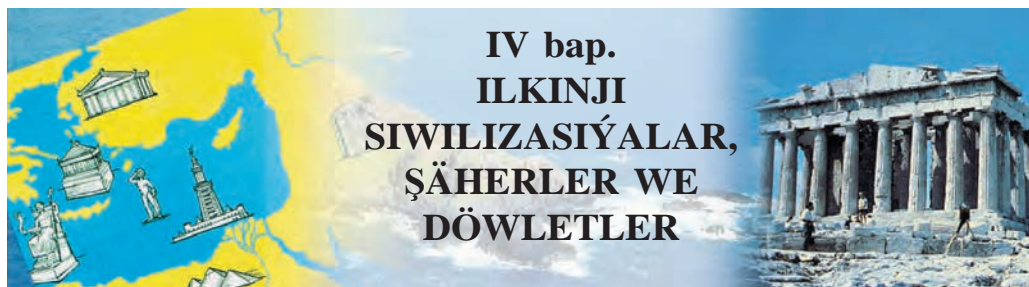 IV bap.
ILKINJI
SIWILIZASIÝALAR,
ŞÄHERLER WE
DÖWLETLER